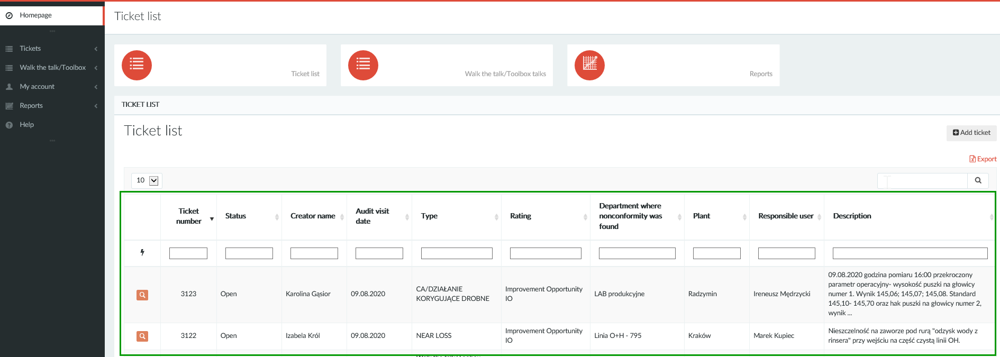 Homepage
Ticket list
Tickets
Walk the talk/Toolbox
My account
Reports
Help
Ticket list
Walk the talk/Toolbox talks
Reports
TICKET LIST
Ticket list
Add ticket
Export
10
Ticket
number
Status
Creator name
Audit visit
date
Type
Rating
Department where
nonconformity was
found
Plant
Responsible user
Description
3123
Open
Karolina Gąsior
09.08.2020
CA/DZIAŁANIE
KORYGUJĄCE DROBNE
Improvement Opportunity
IO
LAB produkcyjne
Radzymin
Ireneusz Mędrzycki
09.08.2020 godzina pomiaru 16:00 przekroczony
parametr operacyjny- wysokość puszki na głowicy
numer 1. Wynik 145,06; 145,07; 145,08. Standard
145,10- 145,70 oraz hak puszki na głowicy numer 2,
wynik ...
3122
Open
Izabela Król
09.08.2020
NEAR LOSS
Improvement Opportunity
IO
Linia O+H - 795
Kraków
Marek Kupiec
Nieszczelność na zaworze pod rurą "odzysk wody z
rinsera" przy wejściu na część czystą linii OH.